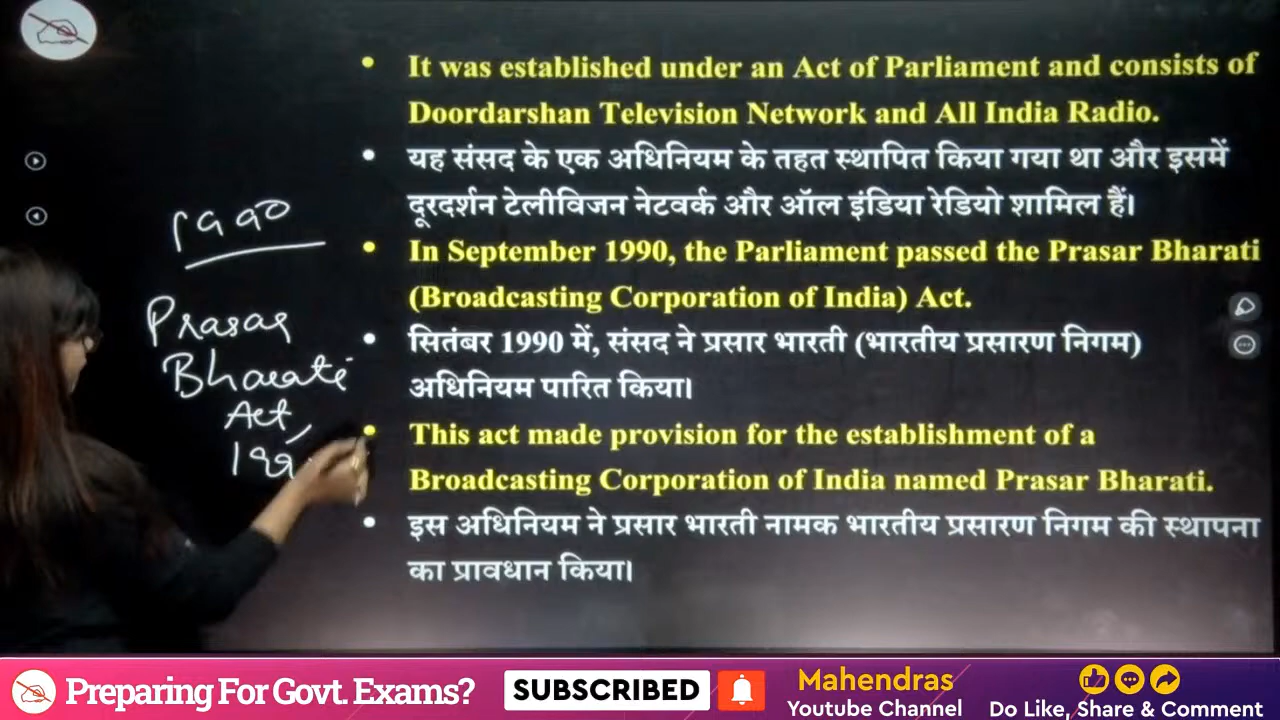 It was established under an Act of Parliament and consists of
Doordarshan Television Network and All India Radio.
यह संसद के एक अधिनियम के तहत स्थापित किया गया था और इसमें
दूरदर्शन टेलीविजन नेटवर्क और ऑल इंडिया रेडियो शामिल हैं।
In September 1990, the Parliament passed the Prasar Bharati
(Broadcasting Corporation of India) Act.
सितंबर 1990 में, संसद ने प्रसार भारती (भारतीय प्रसारण निगम)
अधिनियम पारित किया।
This act made provision for the establishment of a
Broadcasting Corporation of India named Prasar Bharati.
इस अधिनियम ने प्रसार भारती नामक भारतीय प्रसारण निगम की स्थापना
का प्रावधान किया।
1990
Prasar
Bharati
Act,
199
Preparing For Govt. Exams?
SUBSCRIBED
Mahendras
Youtube Channel
Do Like, Share & Comment